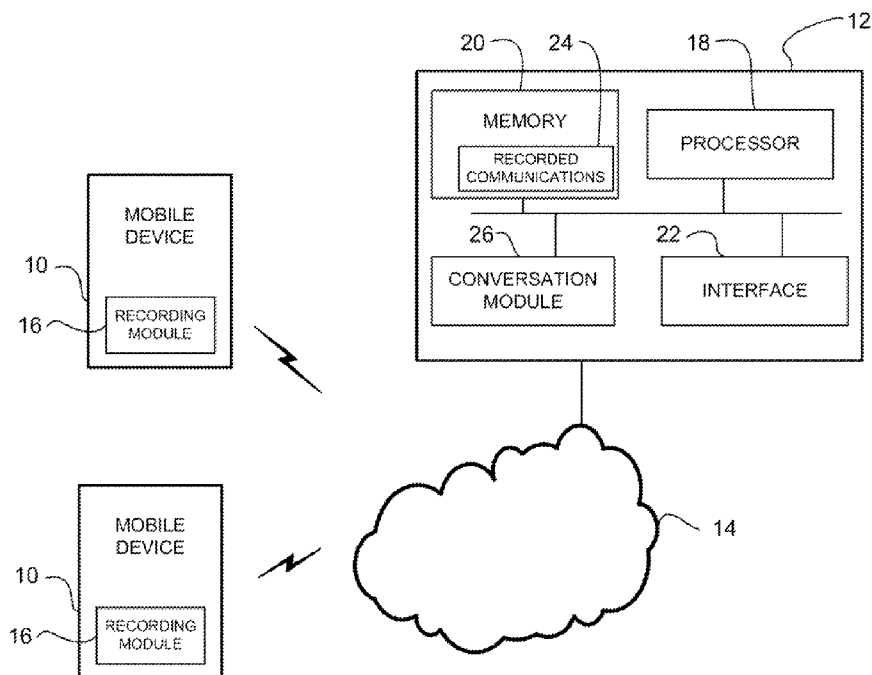 20
24
18
12
MEMORY
RECORDED
COMMUNICATIONS
PROCESSOR
26
22
CONVERSATION
MODULE
INTERFACE
MOBILE
DEVICE
10
16
RECORDING
MODULE
14
MOBILE
DEVICE
10
16
RECORDING
MODULE